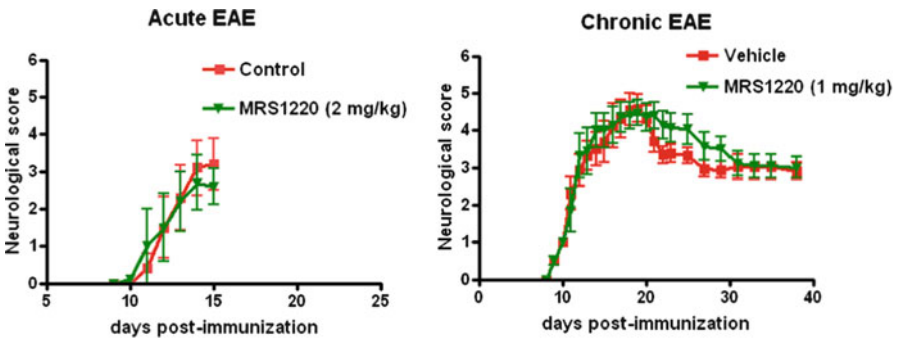 Acute EAE
6
5
4
3
2
1
0
Neurological score
Control
MRS1220 (2 mg/kg)
5 10 15 20 25
days post-immunization
Chronic EAE
6
5
4
3
2
1
0
Neurological score
Vehicle
MRS1220 (1 mg/kg)
0 10 20 30 40
days post-immunization